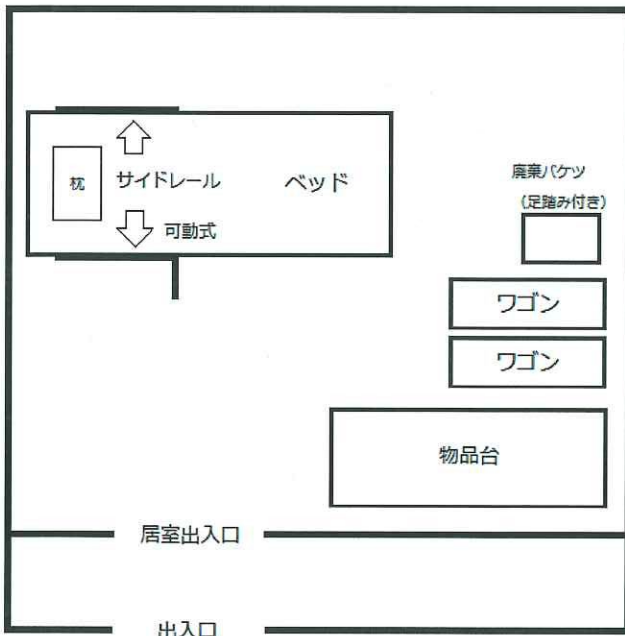 枕
サイドレール
ベッド
可動式
廃棄バケツ
(足踏み付き)
ワゴン
ワゴン
物品台
居室出入口
出入口